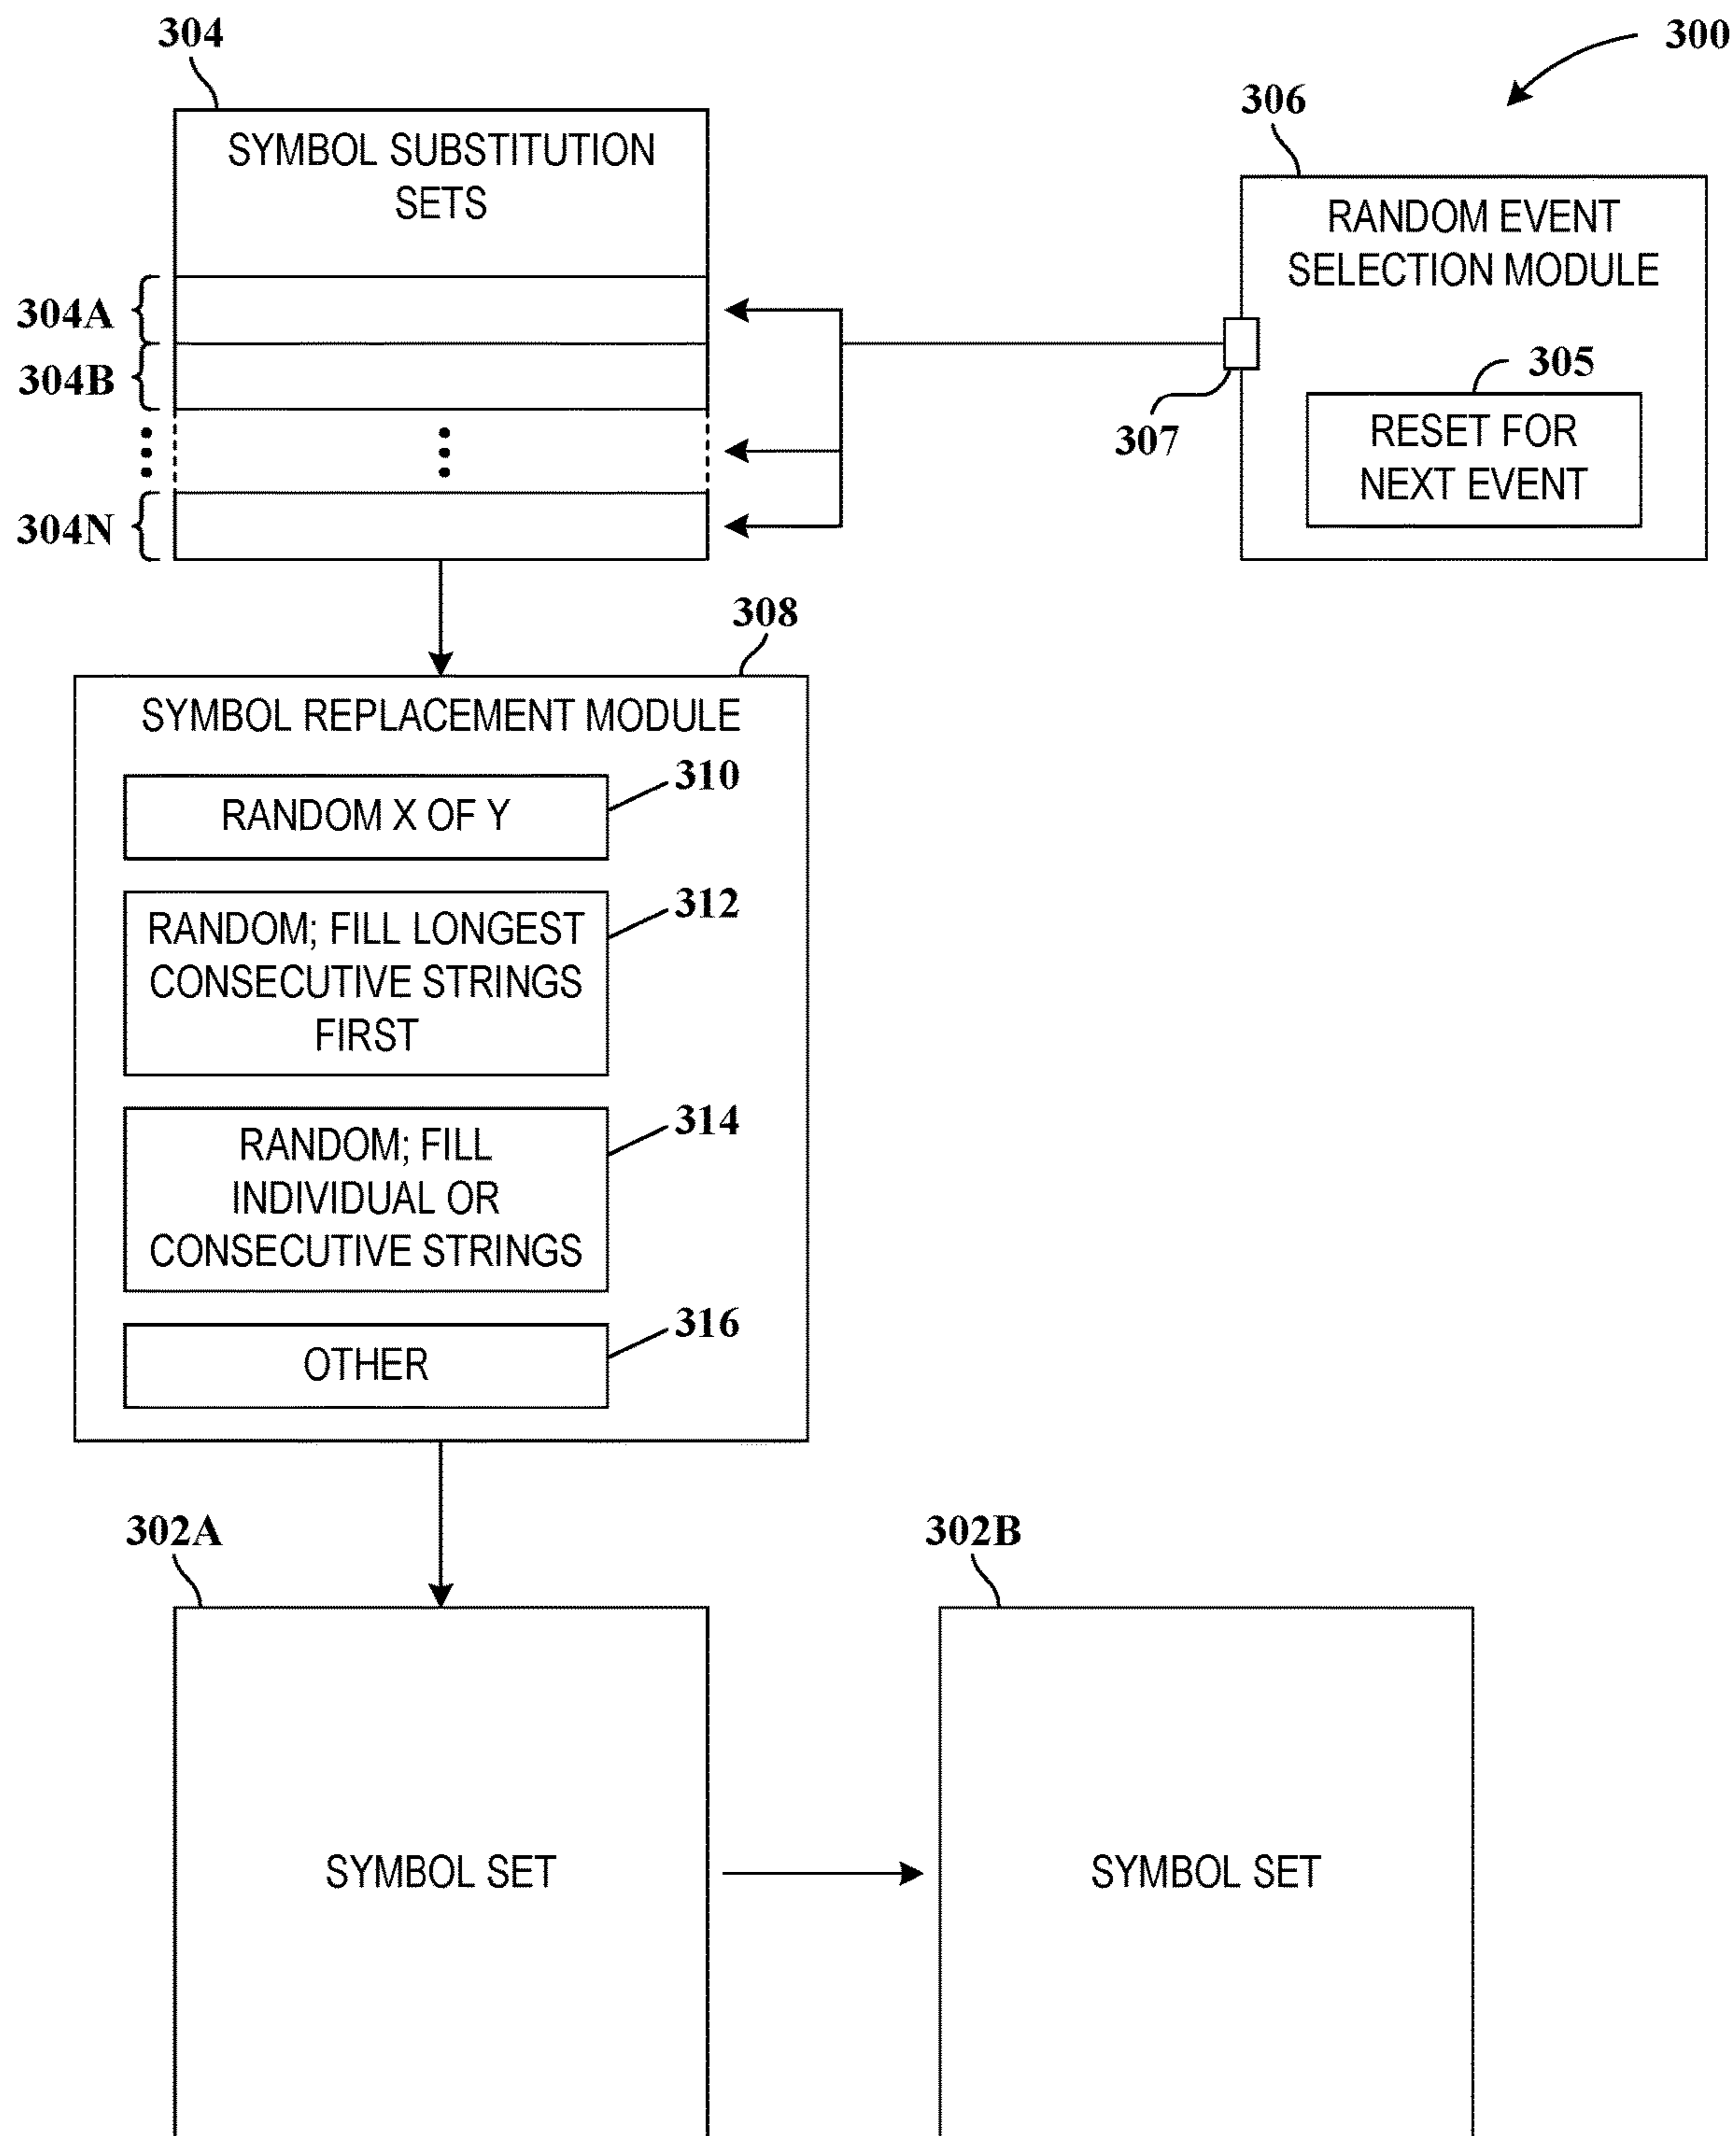 304
300
306
SYMBOL SUBSTITUTION
SETS
RANDOM EVENT
SELECTION MODULE
304A
304B
304N
307
305
RESET FOR
NEXT EVENT
308
SYMBOL REPLACEMENT MODULE
RANDOM X OF Y
310
RANDOM; FILL LONGEST
CONSECUTIVE STRINGS
FIRST
312
RANDOM; FILL
INDIVIDUAL OR
CONSECUTIVE STRINGS
314
OTHER
316
302A
302B
SYMBOL SET
SYMBOL SET